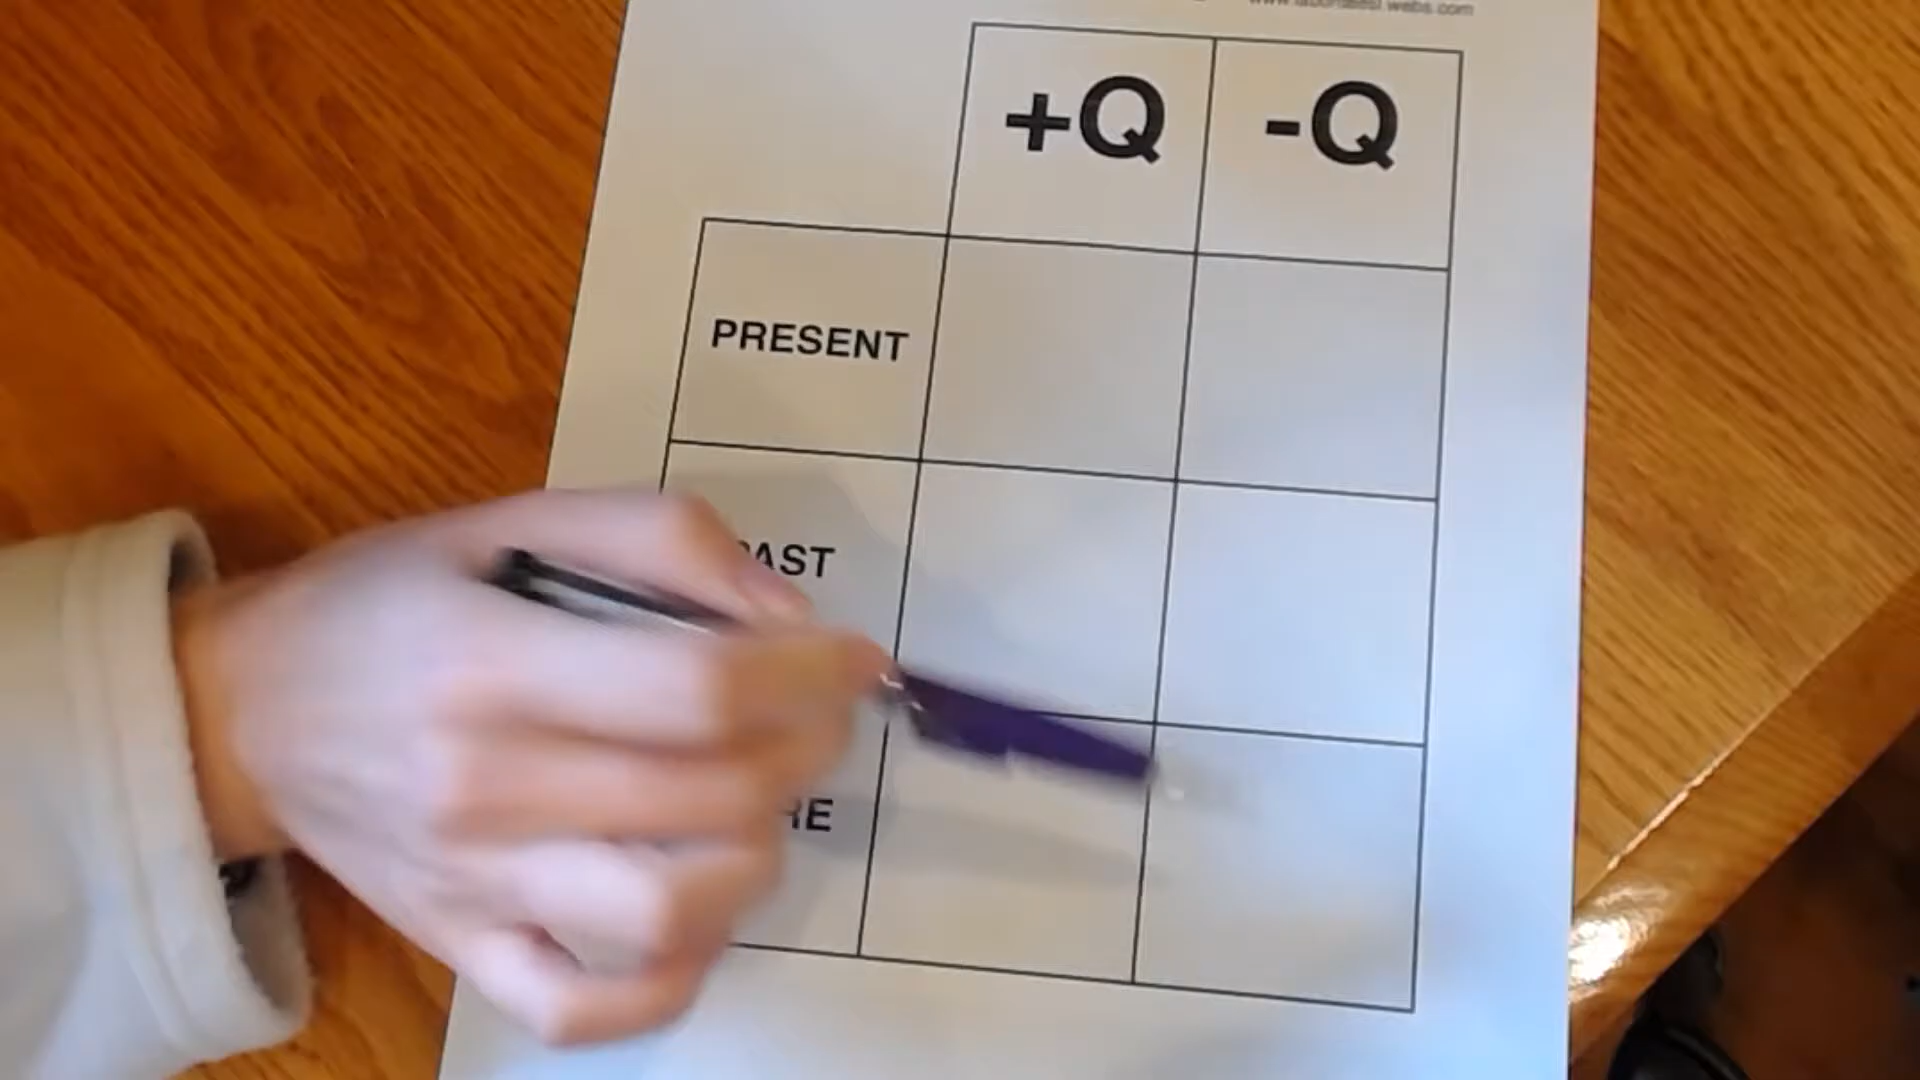 +Q -Q
PRESENT
AST
RE